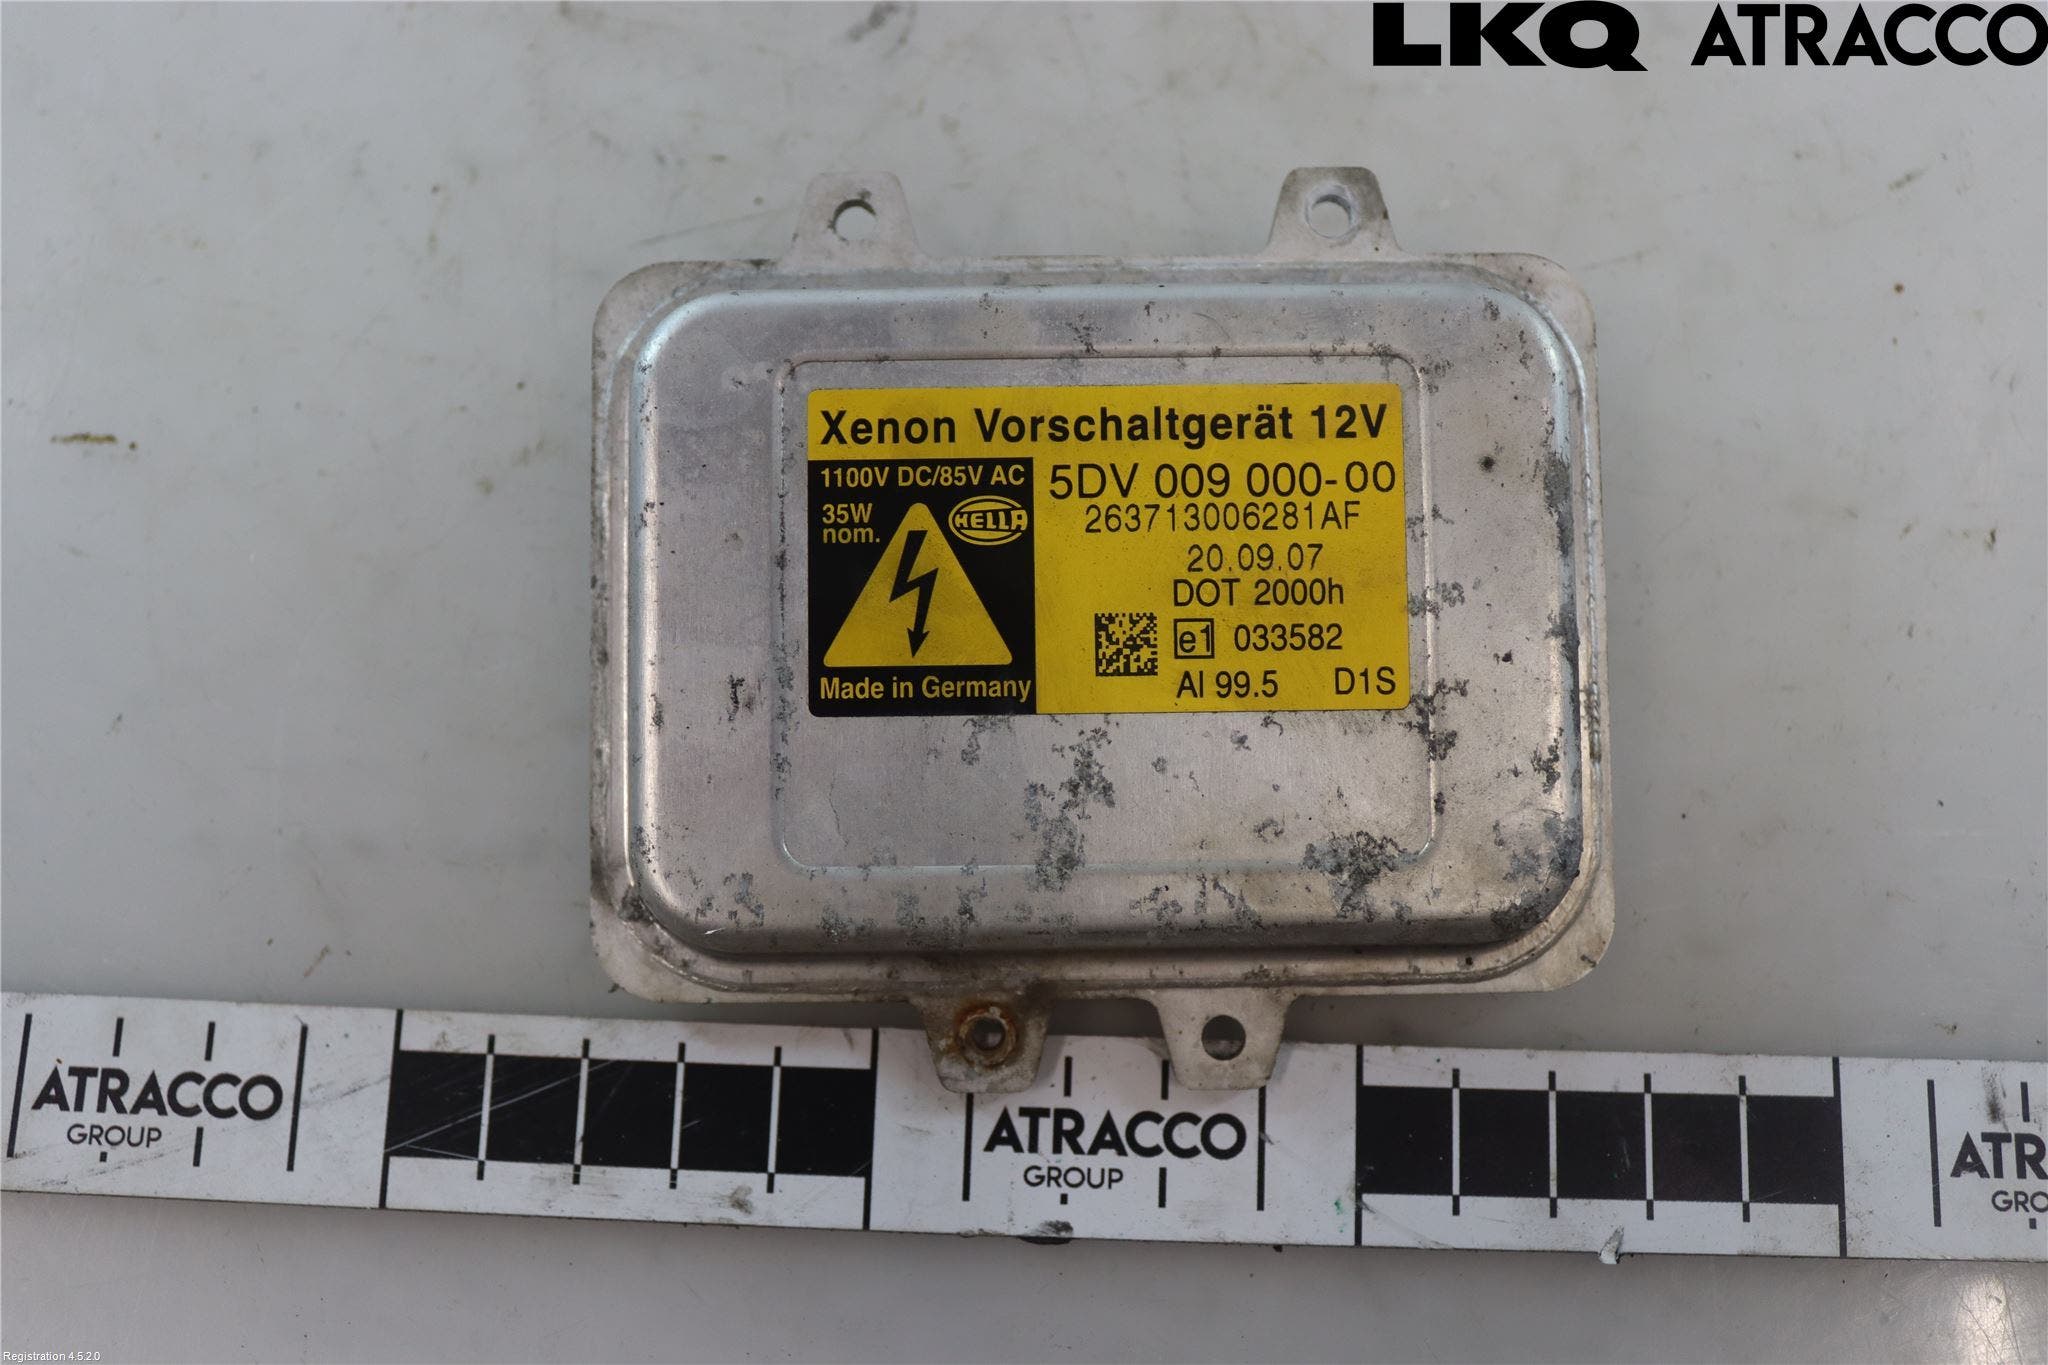 LKQ ATRACCO
Xenon Vorschaltgerät 12V
1100V DC/85V AC
35W
nom.
HELLA
Made in Germany
5DV 009 000-00
263713006281AF
20.09.07
DOT 2000h
e1 033582
Al 99.5 D1S
ATRACCO
GROUP
ATRACCO
GROUP
ATR
GRO
Registration 4.5.2.0